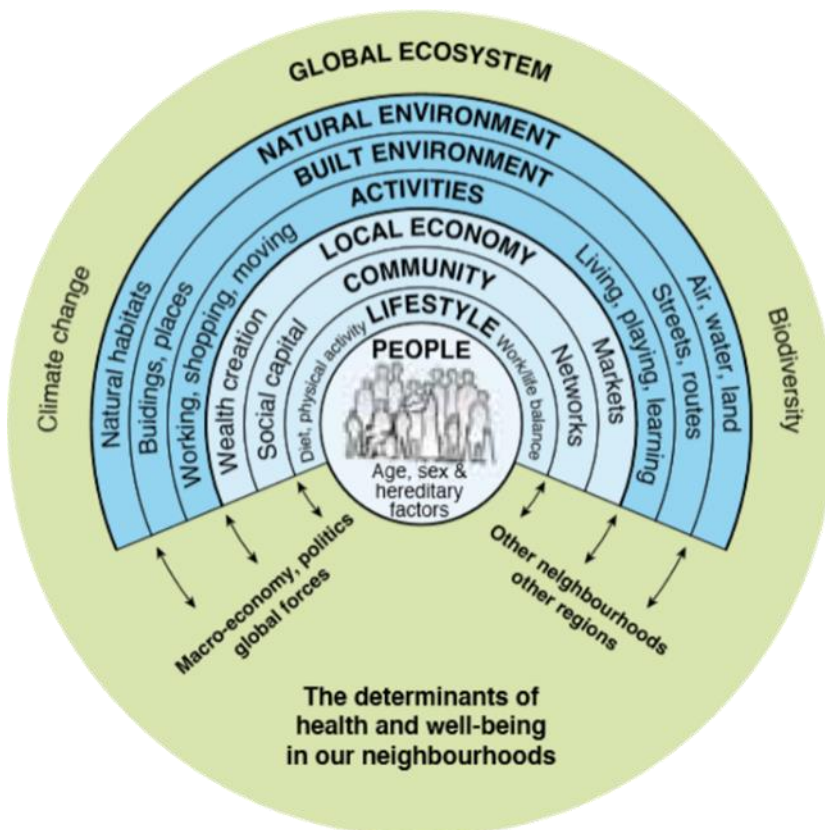 GLOBAL ECOSYSTEM
NATURAL ENVIRONMENT
BUILT ENVIRONMENT
ACTIVITIES
LOCAL ECONOMY
COMMUNITY
LIFESTYLE
PEOPLE
Age, sex &
hereditary
factors
Climate change
Natural habitats
Buidings, places
Working, shopping, moving
Wealth creation
Social capital
Diet, physical activity
Work/life balance
Networks
Markets
Living, playing, learning
Streets, routes
Air, water, land
Biodiversity
Macro-economy, politics
global forces
Other neighbourhoods
other regions
The determinants of
health and well-being
in our neighbourhoods